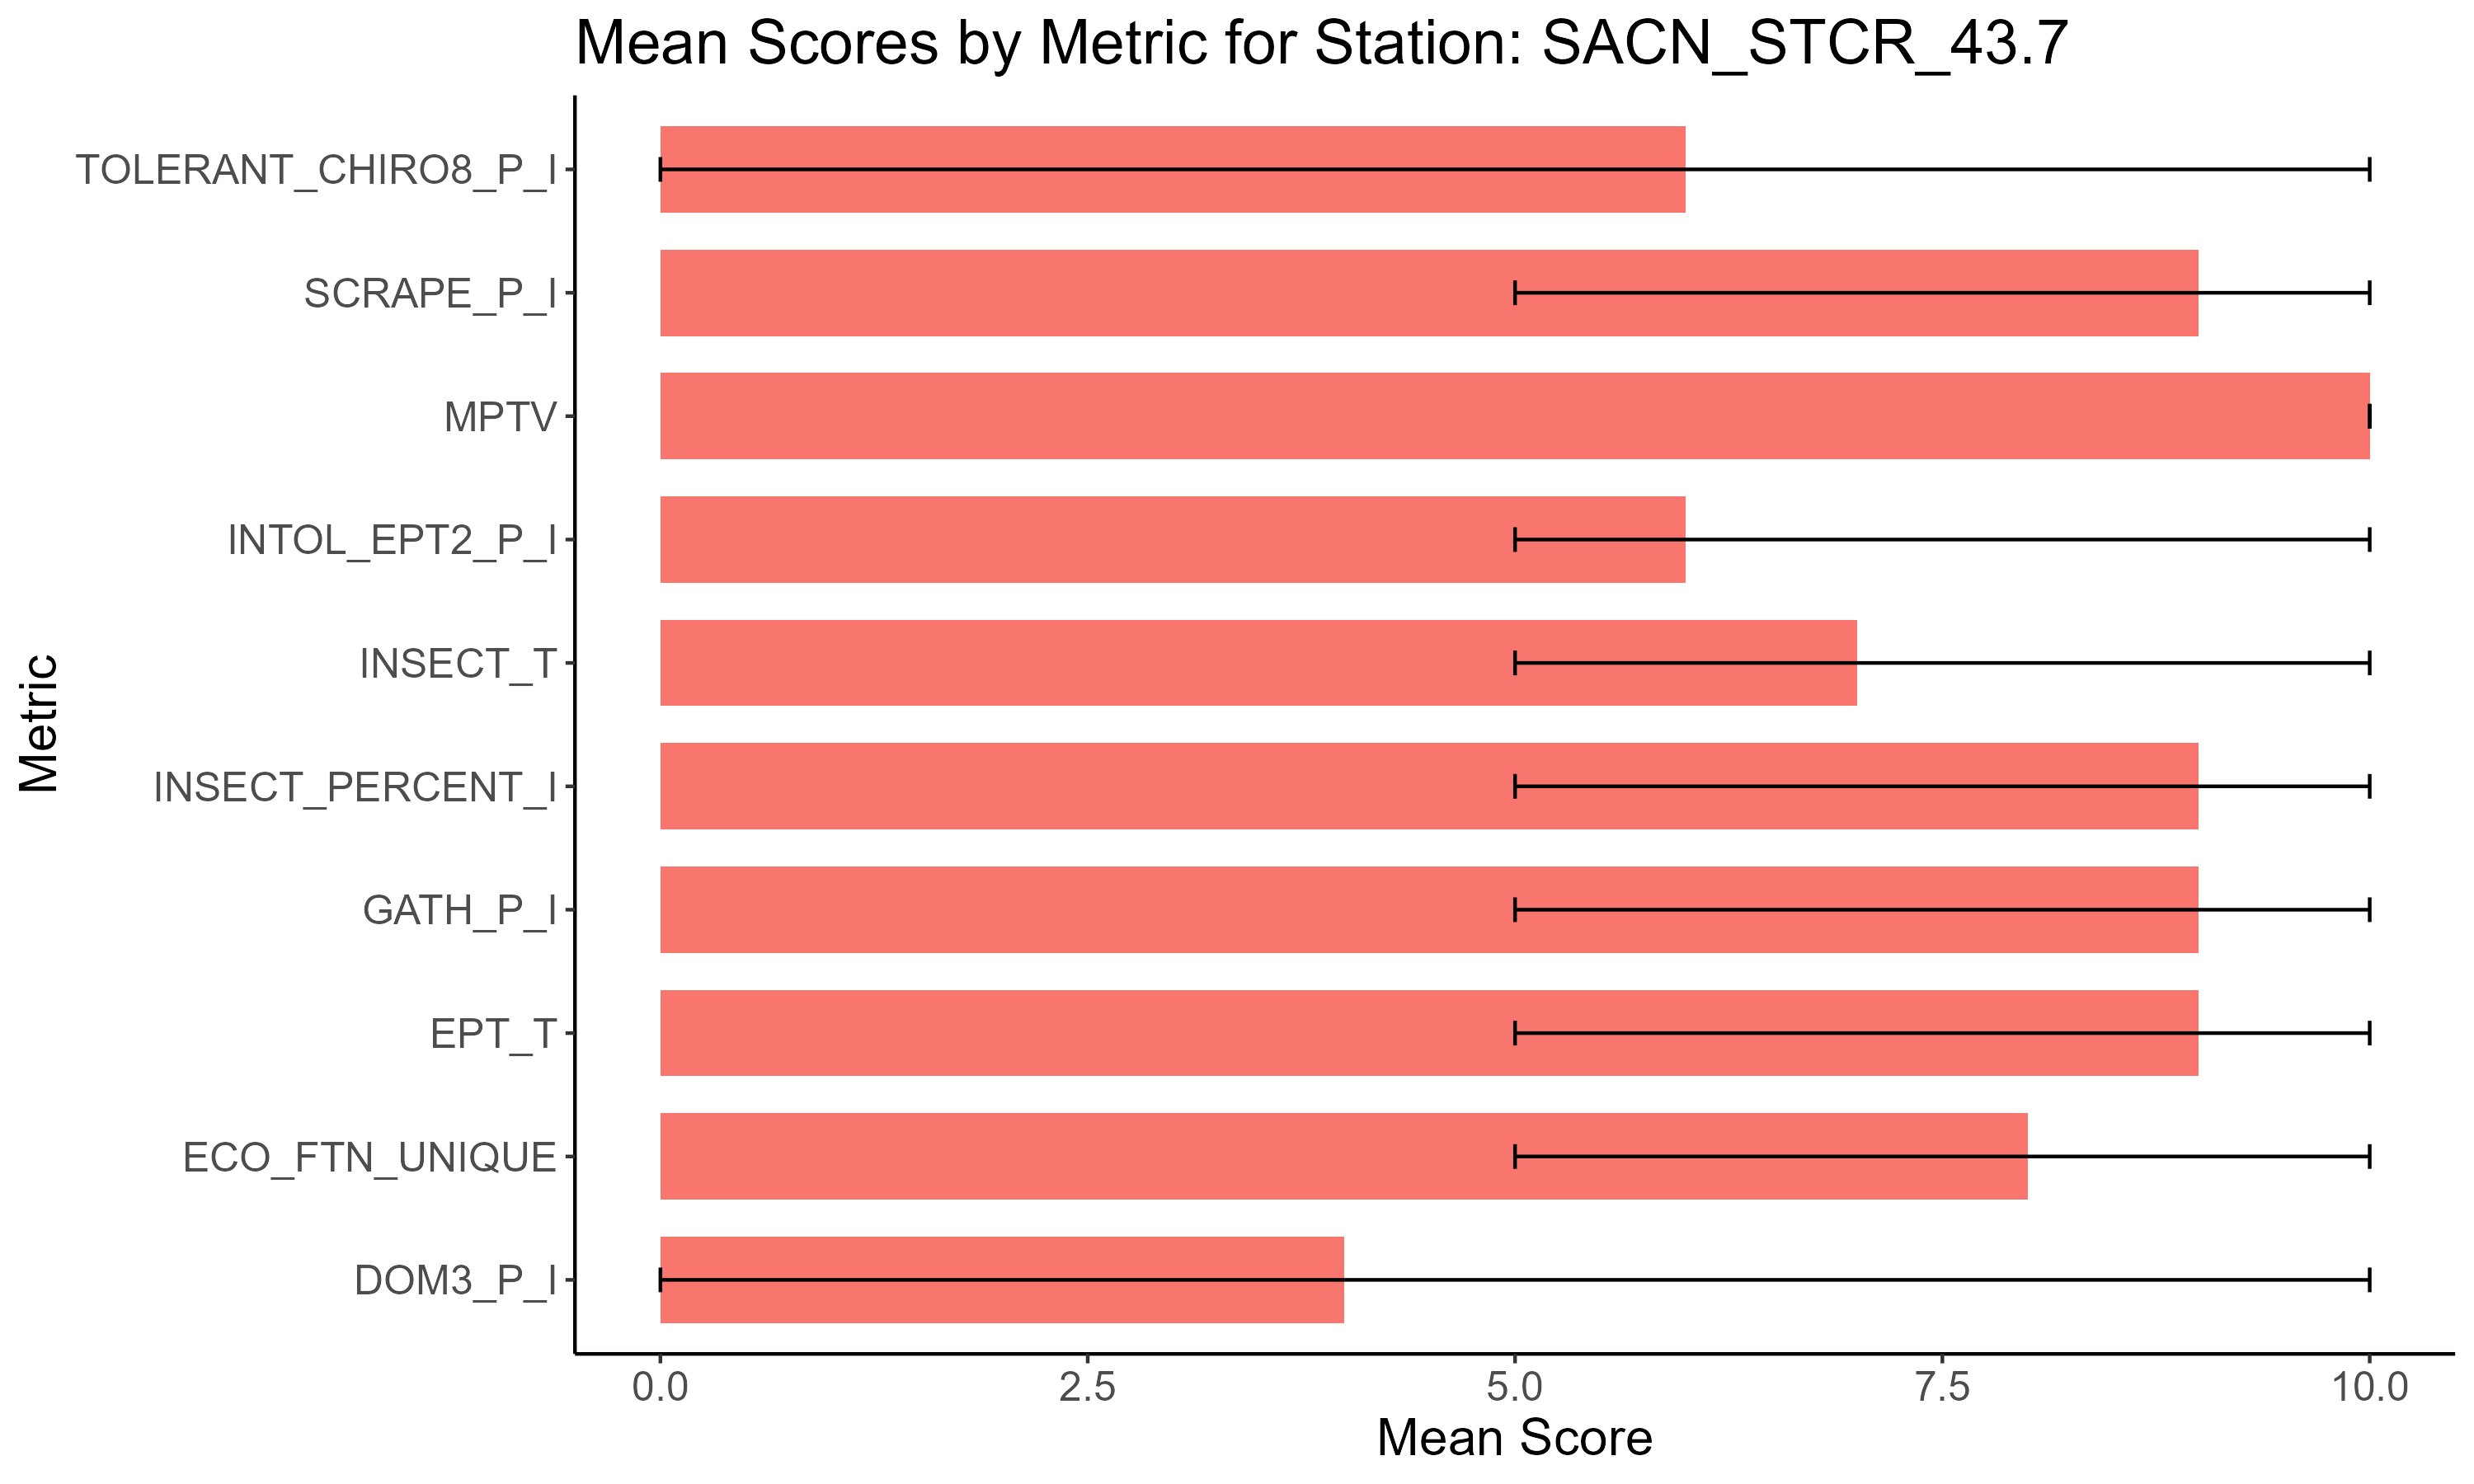 Mean Scores by Metric for Station: SACN_STCR_43.7
TOLERANT_CHIRO8_P_I
SCRAPE_P_I
MPTV
INTOL_EPT2_P_I
INSECT_T
INSECT_PERCENT_I
GATH_P_I
EPT_T
ECO_FTN_UNIQUE
DOM3_P_I
Metric
0.0 2.5 5.0 7.5 10.0
Mean Score